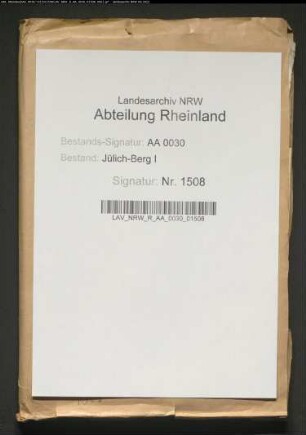 Landesarchiv NRW
Abteilung Rheinland
Bestands-Signatur: AA 0030
Bestand: Jülich-Berg I
Signatur: Nr. 1508
LAV_NRW_R_AA_0030_01508